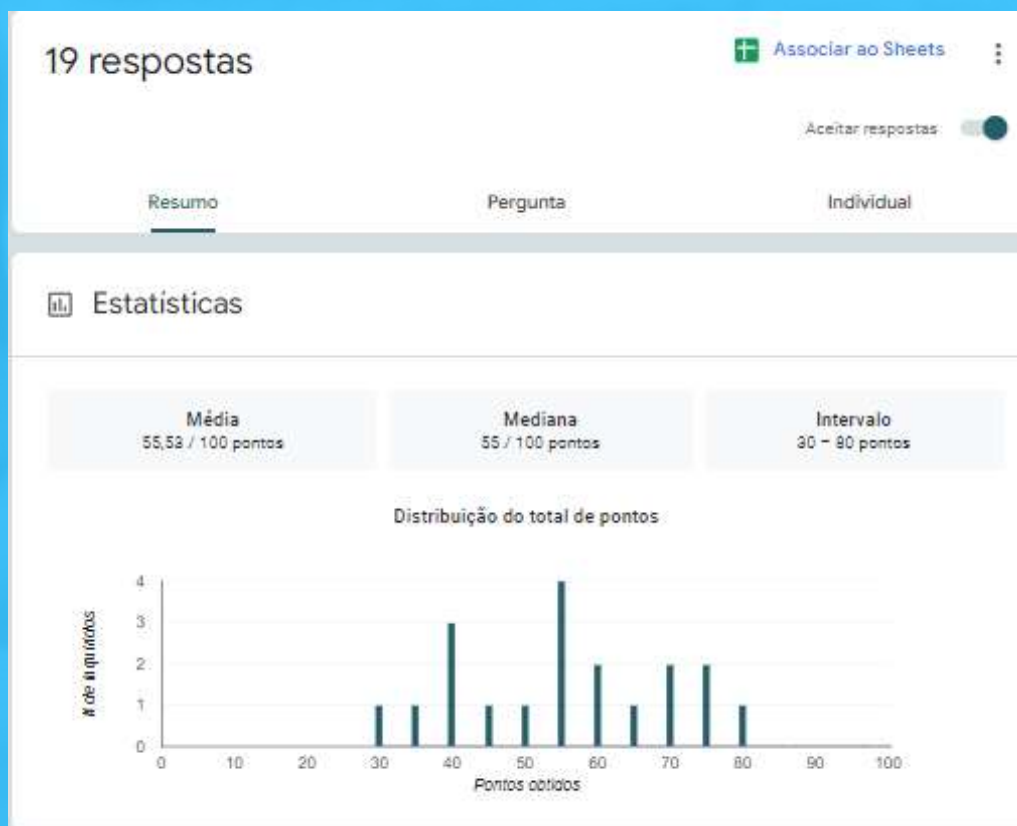 19 respostas
Associar ao Sheets
Aceitar respostas
Resumo Pergunta Individual
Estatísticas
Média Mediana Intervalo
55,53 / 100 pontos 55 / 100 pontos 30 – 80 pontos
Distribuição do total de pontos
4
3
2
1
0
# de inquiridos
0 10 20 30 40 50 60 70 80 90 100
Pontos obtidos